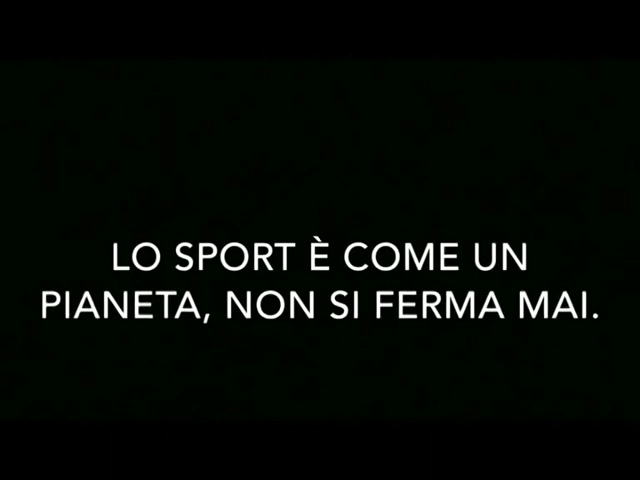 LO SPORT È COME UN
PIANETA, NON SI FERMA MAI.